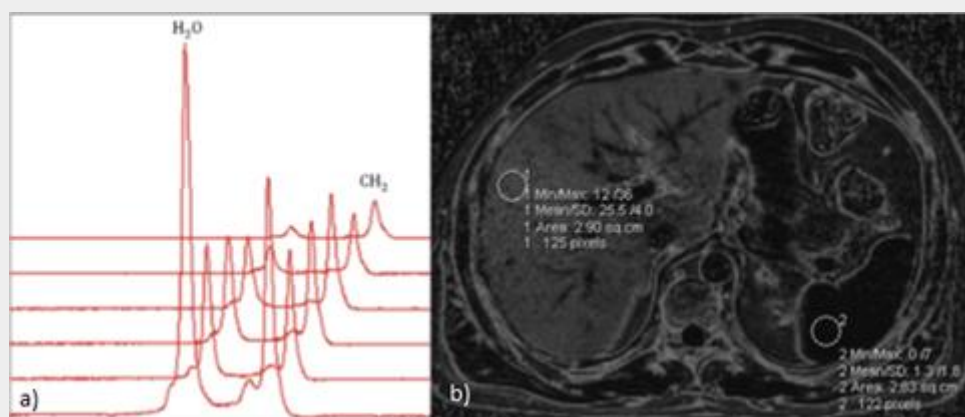 H₂O
CH₂
a)
1
1 Min/Max: 12 /36
1 Mean/SD: 25.5 /4.0
1 Area: 2.90 sq cm
1 125 pixels
2
2 Min/Max: 0 /7
2 Mean/SD: 1.3 /1.8
2 Area: 2.83 sq cm
2 122 pixels
b)